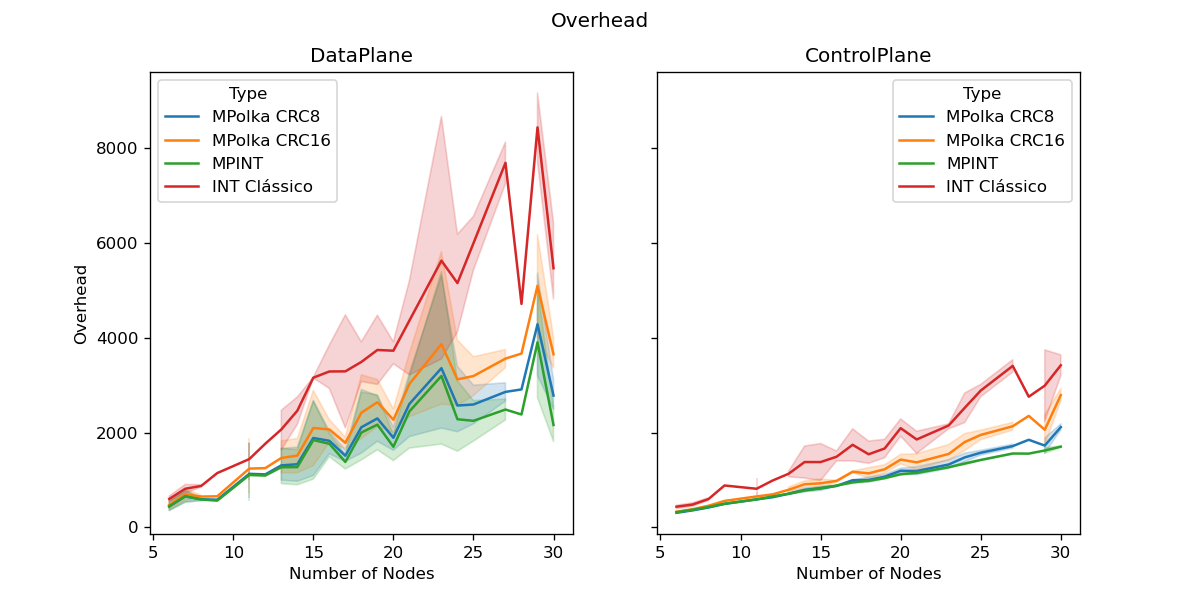 Overhead
DataPlane
Type
MPolka CRC8
MPolka CRC16
MPINT
INT Clássico
8000
6000
4000
2000
0
Overhead
5 10 15 20 25 30
Number of Nodes
ControlPlane
Type
MPolka CRC8
MPolka CRC16
MPINT
INT Clássico
5 10 15 20 25 30
Number of Nodes